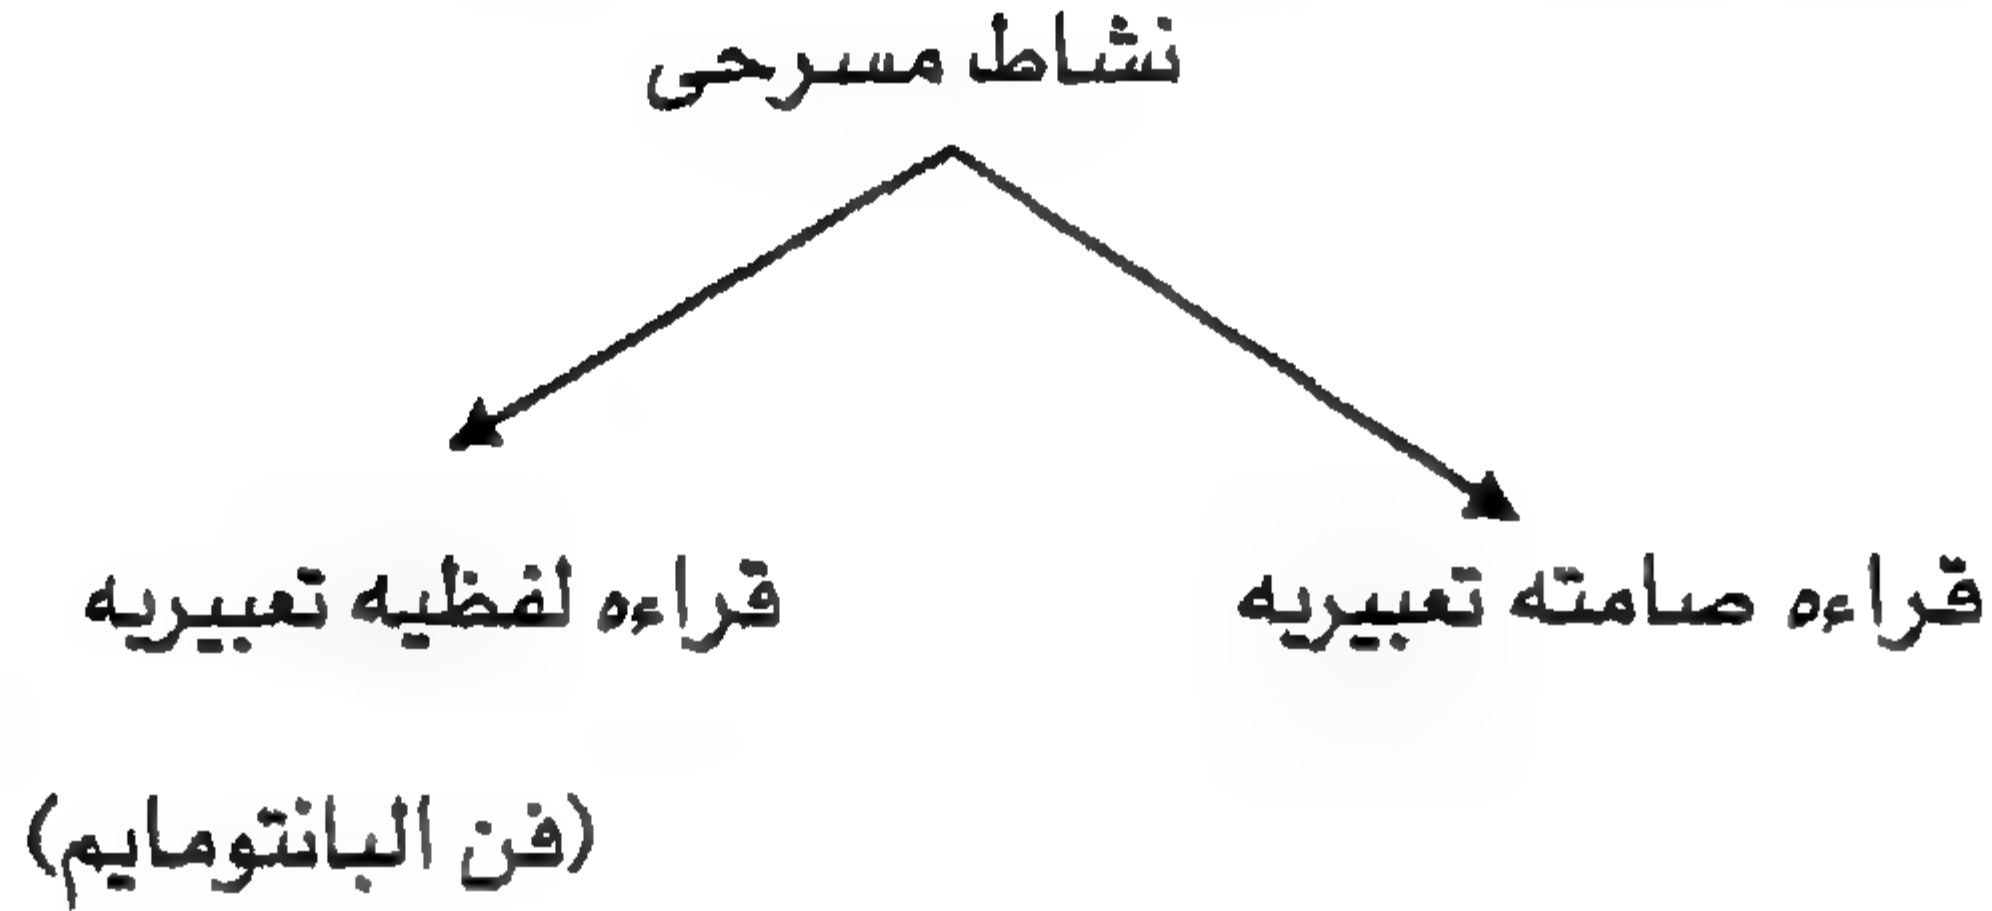 نشاط مسرحى
قراءه صامته تعبيريه
قراءه لفظيه تعبيريه
(فن البانتومايم)